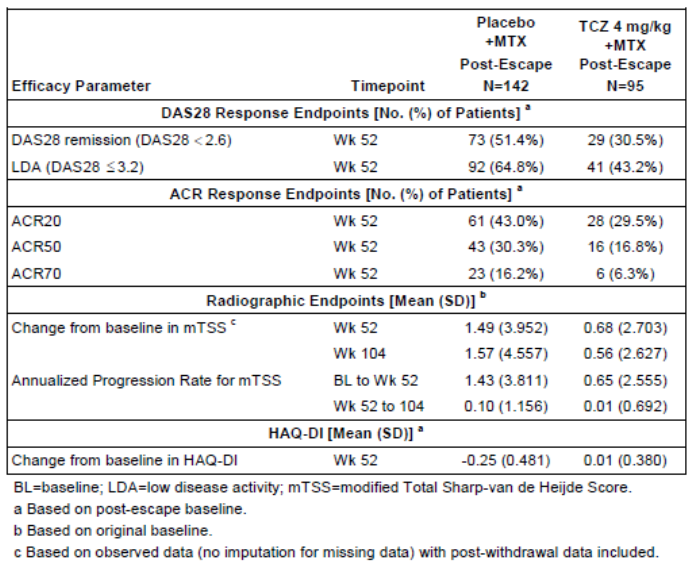 Efficacy Parameter Timepoint Placebo +MTX Post-Escape N=142 TCZ 4 mg/kg +MTX Post-Escape N=95
DAS28 Response Endpoints [No. (%) of Patients] a
DAS28 remission (DAS28 <2.6) Wk 52 73 (51.4%) 29 (30.5%)
LDA (DAS28 ≤3.2) Wk 52 92 (64.8%) 41 (43.2%)
ACR Response Endpoints [No. (%) of Patients] a
ACR20 Wk 52 61 (43.0%) 28 (29.5%)
ACR50 Wk 52 43 (30.3%) 16 (16.8%)
ACR70 Wk 52 23 (16.2%) 6 (6.3%)
Radiographic Endpoints [Mean (SD)] b
Change from baseline in mTSS c Wk 52 1.49 (3.952) 0.68 (2.703)
Wk 104 1.57 (4.557) 0.56 (2.627)
Annualized Progression Rate for mTSS BL to Wk 52 1.43 (3.811) 0.65 (2.555)
Wk 52 to 104 0.10 (1.156) 0.01 (0.692)
HAQ-DI [Mean (SD)] a
Change from baseline in HAQ-DI Wk 52 -0.25 (0.481) 0.01 (0.380)
BL=baseline; LDA=low disease activity; mTSS=modified Total Sharp-van de Heijde Score.
a Based on post-escape baseline.
b Based on original baseline.
c Based on observed data (no imputation for missing data) with post-withdrawal data included.